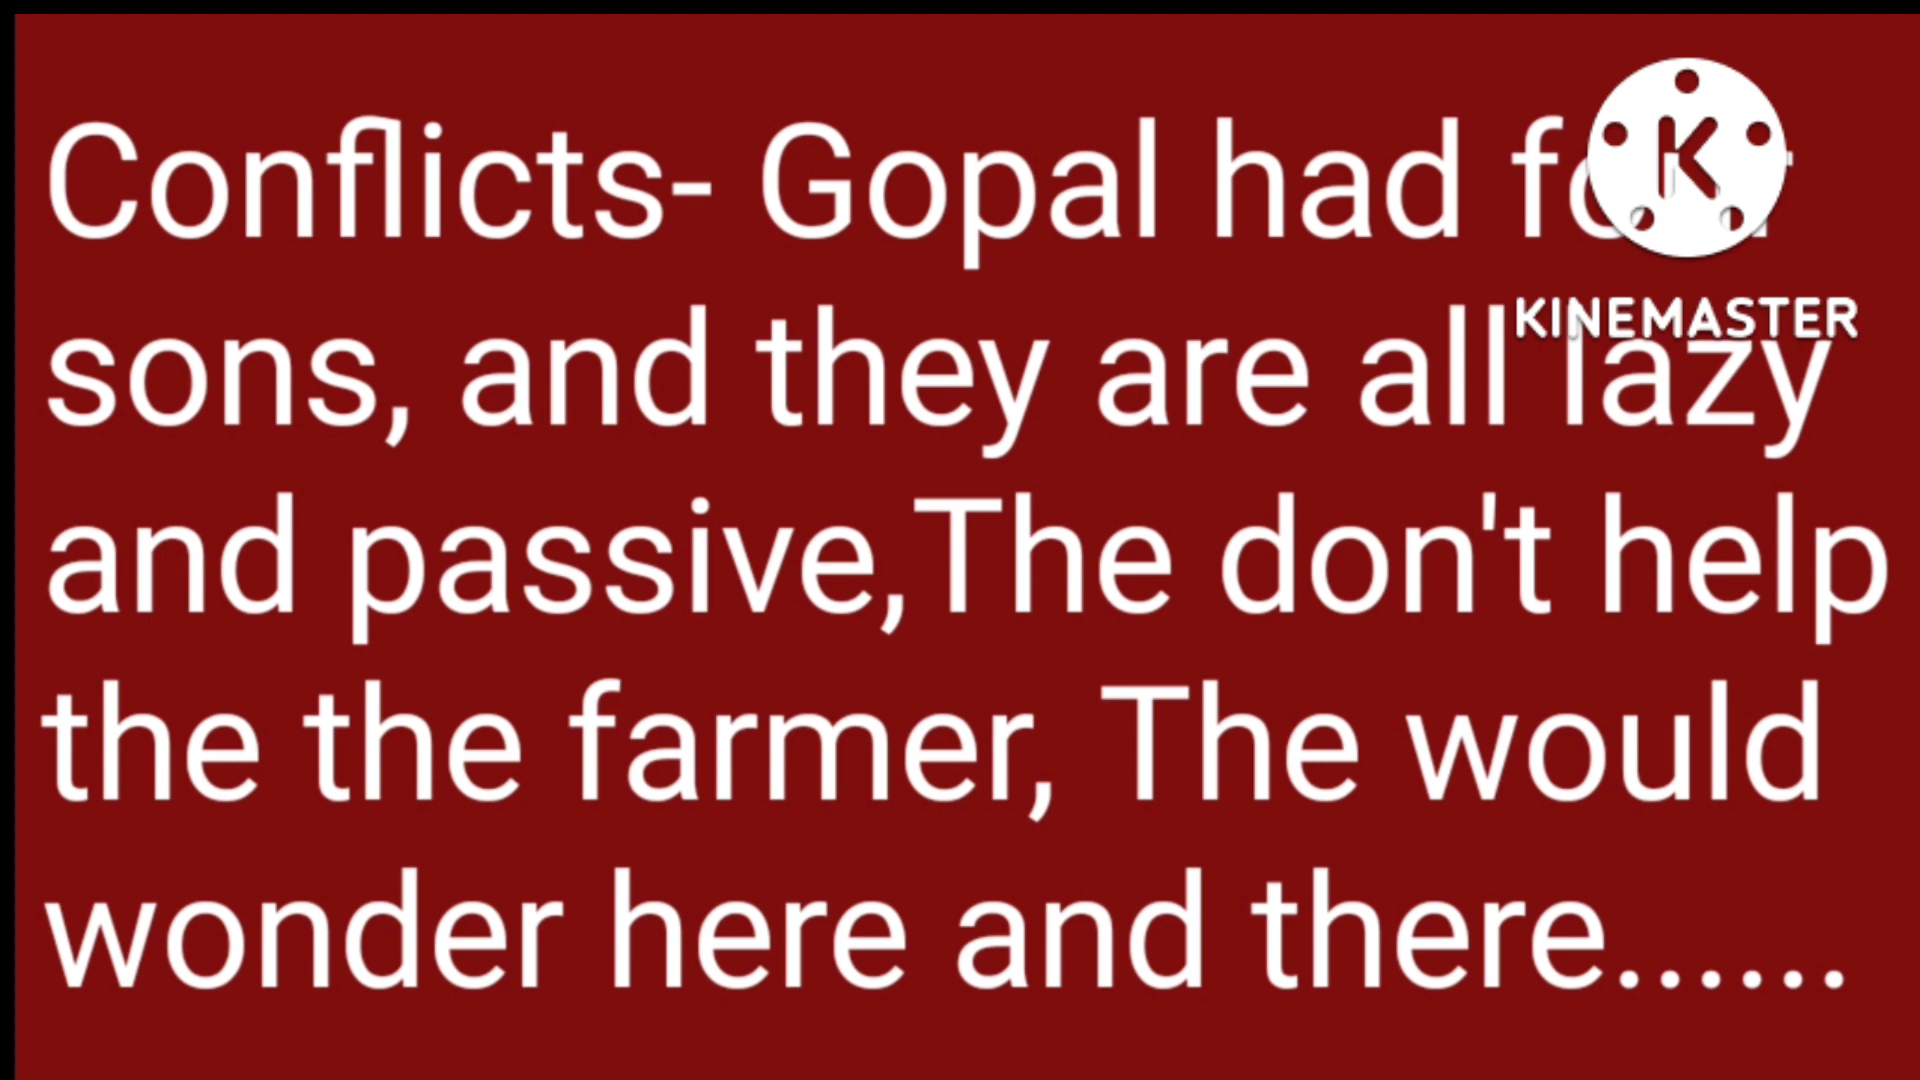 Conflicts- Gopal had four
sons, and they are all lazy
and passive,The don't help
the the farmer, The would
wonder here and there......
K
KINEMASTER